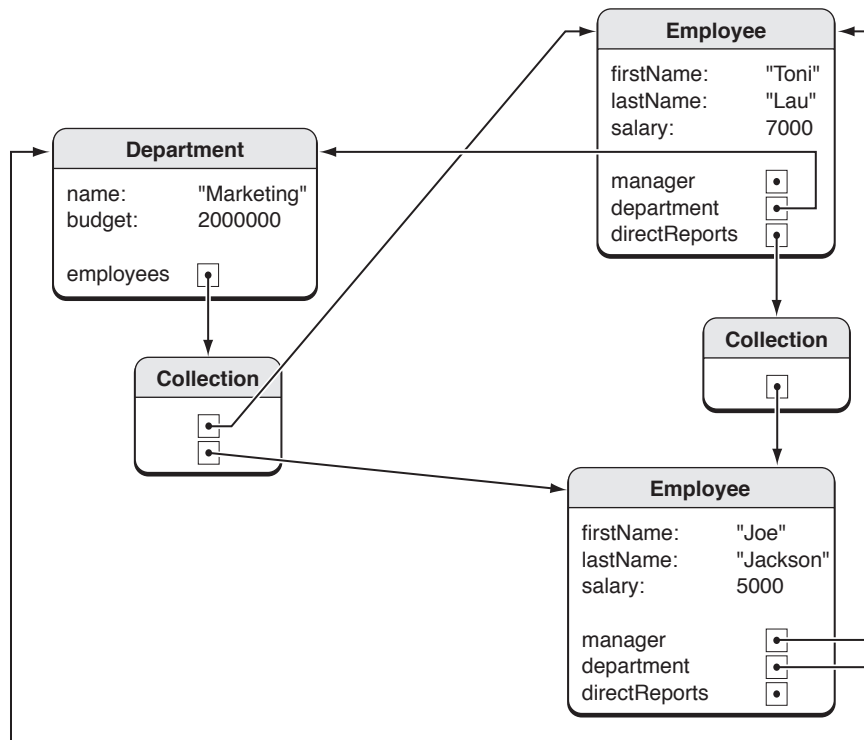 Employee
firstName: "Toni"
lastName: "Lau"
salary: 7000
manager
department
directReports
Department
name: "Marketing"
budget: 2000000
employees
Collection
Collection
Employee
firstName: "Joe"
lastName: "Jackson"
salary: 5000
manager
department
directReports